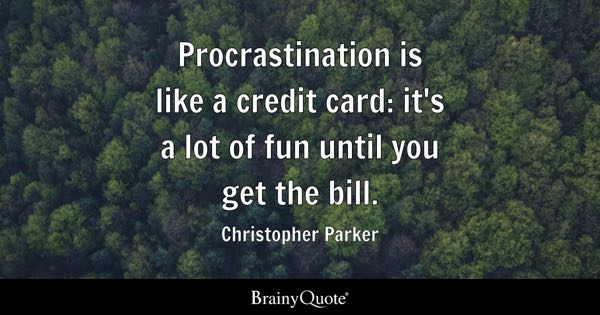 Procrastination is
like a credit card: it's
a lot of fun until you
get the bill.
Christopher Parker
BrainyQuote®